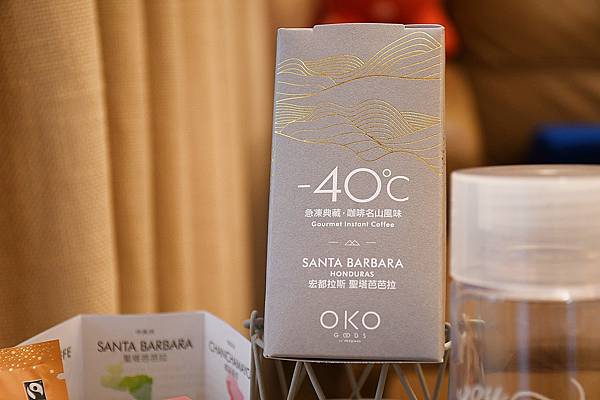 -40°C
急凍典藏・咖啡名山風味
Gourmet Instant Coffee
SANTA BARBARA
HONDURAS
宏都拉斯 聖塔芭芭拉
OKO
GOODS
SANTA BARBARA
聖塔芭芭拉
CHANCHAMAYO